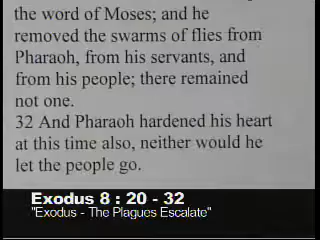 the word of Moses; and he
removed the swarms of flies from
Pharaoh, from his servants, and
from his people; there remained
not one.
32 And Pharaoh hardened his heart
at this time also, neither would he
let the people go.
Exodus 8 : 20 - 32
"Exodus - The Plagues Escalate"